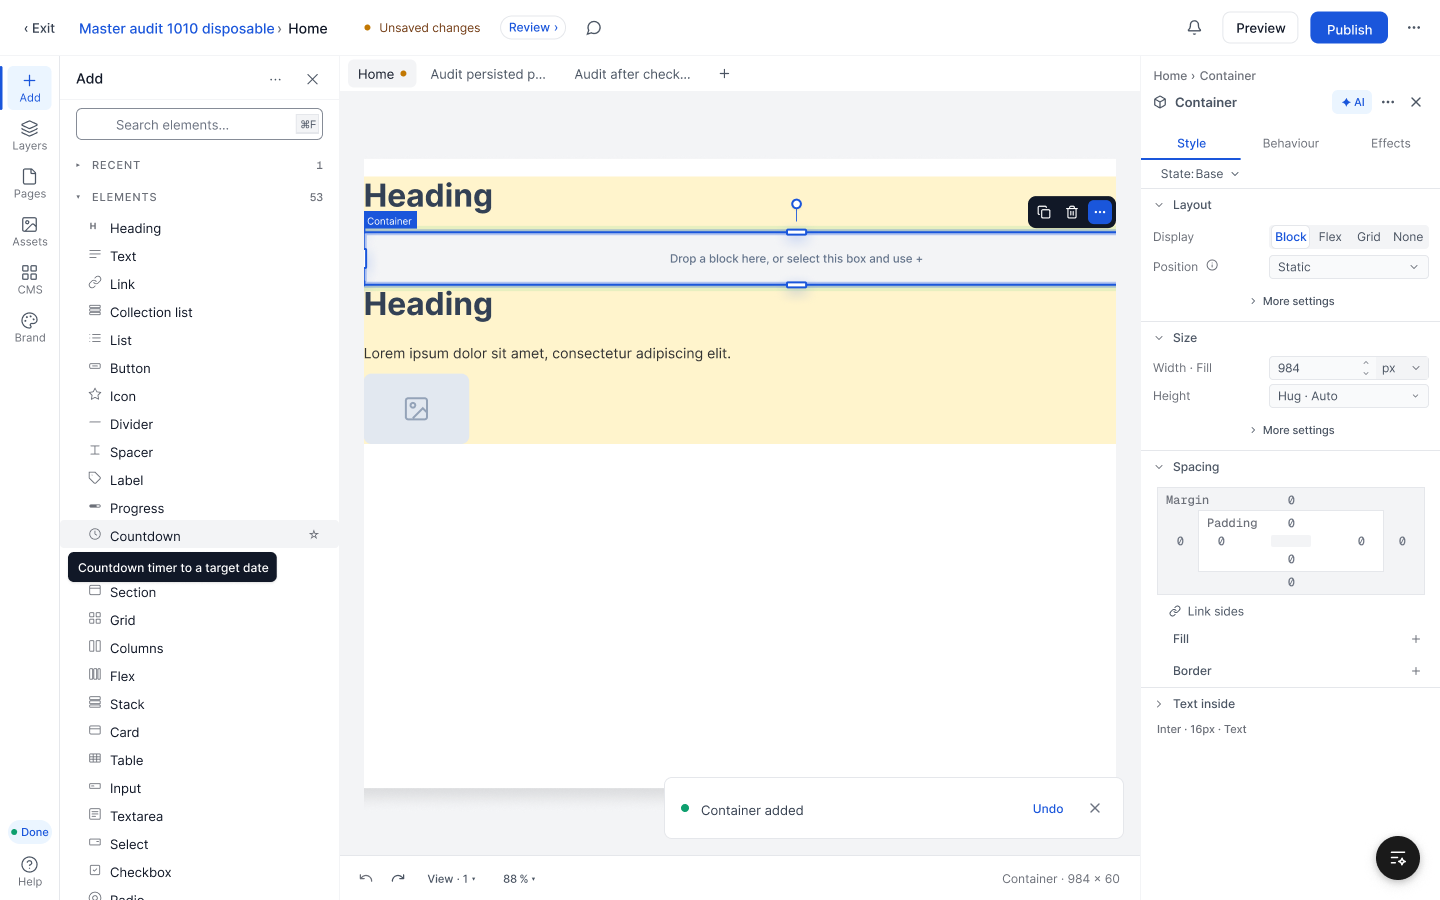 ‹ Exit
Master audit 1010 disposable › Home
Unsaved changes
Review ›
Preview
Publish
Add
Layers
Pages
Assets
CMS
Brand
Done
Help
Add
Search elements...
⌘F
RECENT 1
ELEMENTS 53
Heading
Text
Link
Collection list
List
Button
Icon
Divider
Spacer
Label
Progress
Countdown
Countdown timer to a target date
Section
Grid
Columns
Flex
Stack
Card
Table
Input
Textarea
Select
Checkbox
Radio
Home
Audit persisted p...
Audit after check...
Heading
Container
Drop a block here, or select this box and use +
Heading
Lorem ipsum dolor sit amet, consectetur adipiscing elit.
Container added
Undo
View · 1
88 %
Container · 984 × 60
Home › Container
Container
AI
Style
Behaviour
Effects
State: Base
Layout
Display
Block
Flex
Grid
None
Position
Static
More settings
Size
Width · Fill
984
px
Height
Hug · Auto
More settings
Spacing
Margin 0
Padding 0
0 0 0 0
0
0
Link sides
Fill
Border
Text inside
Inter · 16px · Text